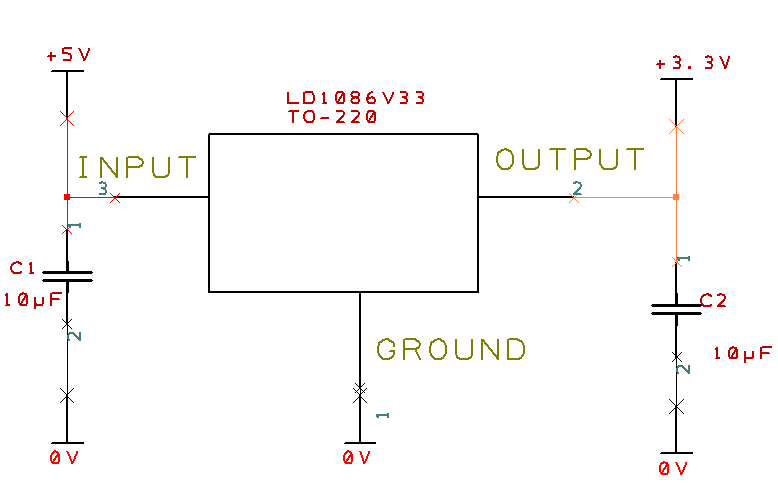 +5V
+3.3V
LD1086V33
TO-220
INPUT
OUTPUT
3
2
1
1
C1
10µF
C2
10µF
2
2
GROUND
1
0V
0V
0V